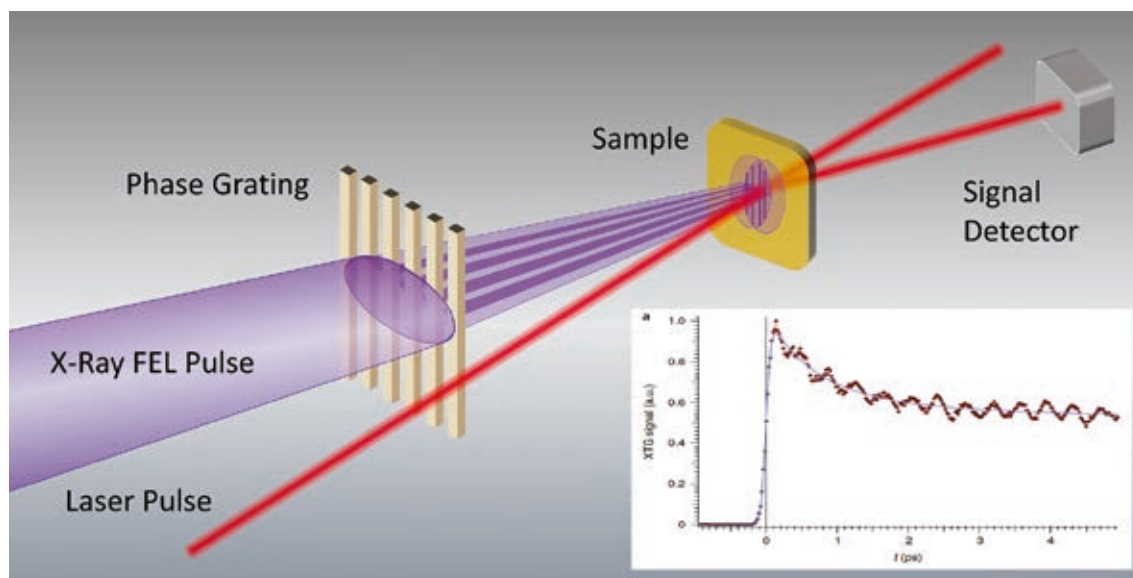 Sample
Phase Grating
Signal
Detector
X-Ray FEL Pulse
Laser Pulse
a
1.0
0.8
0.6
0.4
0.2
0
XTG signal (a.u.)
0
1
2
3
4
t (ps)